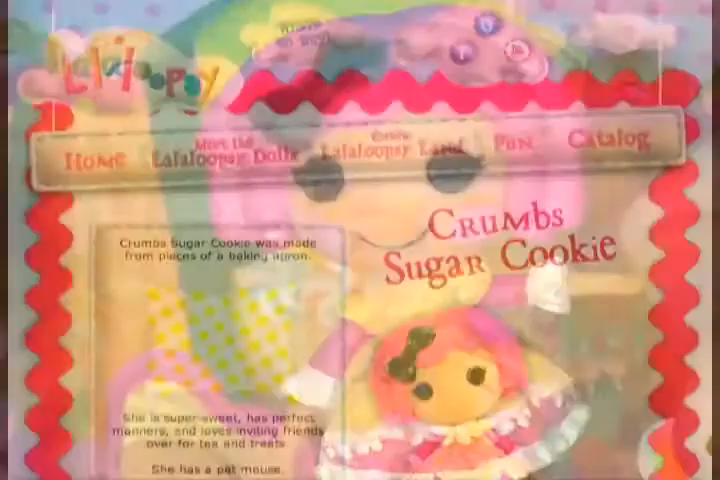 Lalaloopsy
Home
Meet the
Lalaloopsy Dolls
Explore
Lalaloopsy Land
Fun
Catalog
Crumbs
Sugar Cookie
Crumbs Sugar Cookie was made
from pieces of a baking apron.
She is super sweet, has perfect
manners, and loves inviting friends
over for tea and treats.
She has a pet mouse.